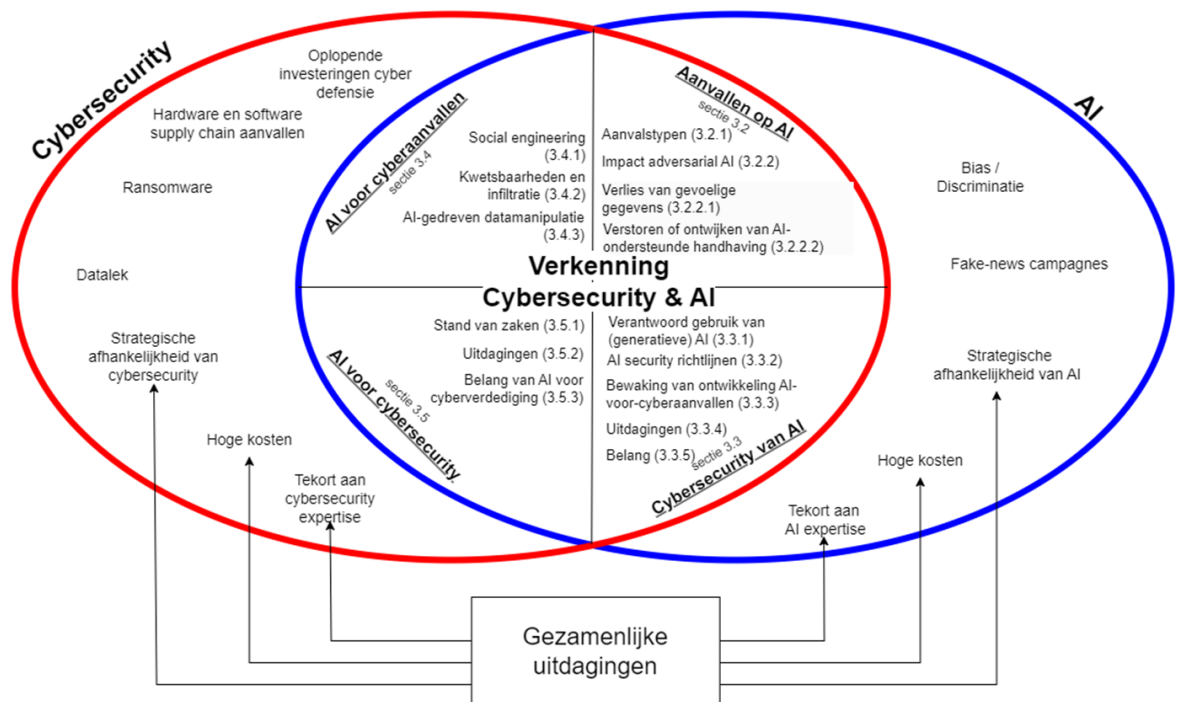 Cybersecurity
Oplopende
investeringen cyber
defensie
Hardware en software
supply chain aanvallen
Ransomware
Datalek
Strategische
afhankelijkheid van
cybersecurity
Hoge kosten
Tekort aan
cybersecurity
expertise
AI voor cyberaanvallen
sectie 3.4
Social engineering
(3.4.1)
Kwetsbaarheden en
infiltratie (3.4.2)
AI-gedreven datamanipulatie
(3.4.3)
Aanvallen op AI
sectie 3.2
Aanvalstypen (3.2.1)
Impact adversarial AI (3.2.2)
Verlies van gevoelige
gegevens (3.2.2.1)
Verstoren of ontwijken van AI-
ondersteunde handhaving (3.2.2.2)
Verkenning
Cybersecurity & AI
Stand van zaken (3.5.1)
Uitdagingen (3.5.2)
Belang van AI voor
cyberverdediging (3.5.3)
sectie 3.5
AI voor cybersecurity
Verantwoord gebruik van
(generatieve) AI (3.3.1)
AI security richtlijnen (3.3.2)
Bewaking van ontwikkeling AI-
voor-cyberaanvallen (3.3.3)
Uitdagingen (3.3.4)
Belang (3.3.5)
sectie 3.3
Cybersecurity van AI
AI
Bias /
Discriminatie
Fake-news campagnes
Strategische
afhankelijkheid van AI
Hoge kosten
Tekort aan
AI expertise
Gezamenlijke
uitdagingen